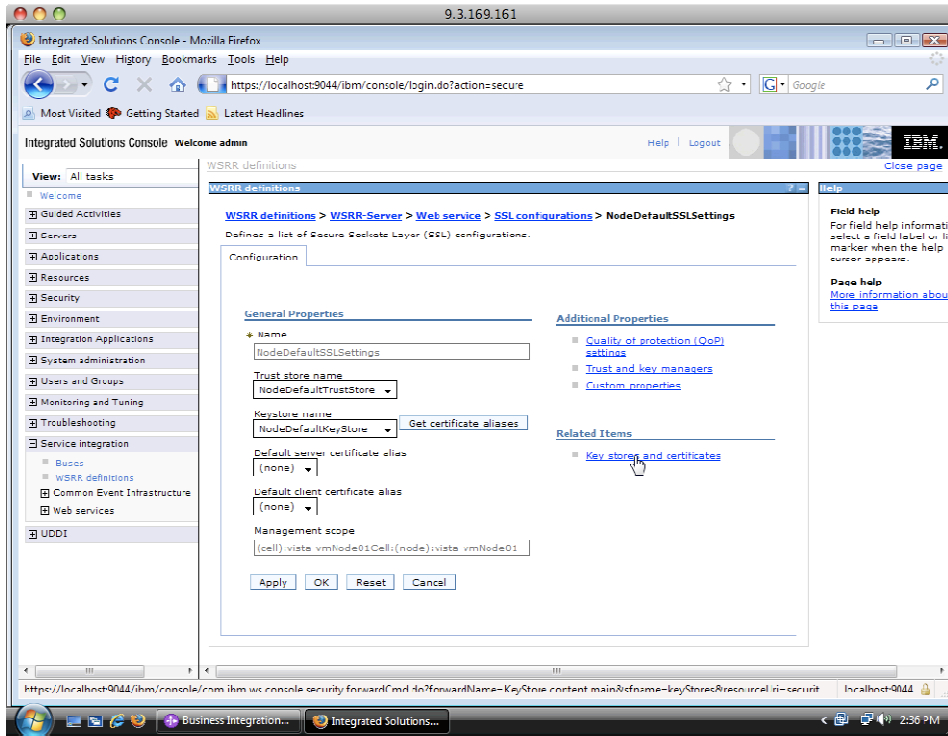 9.3.169.161
Integrated Solutions Console - Mozilla Firefox
File Edit View History Bookmarks Tools Help
https://localhost:9044/ibm/console/login.do?action=secure
Google
Most Visited Getting Started Latest Headlines
Integrated Solutions Console Welcome admin
Help Logout
IBM.
View: All tasks
Welcome
Guided Activities
Servers
Applications
Resources
Security
Environment
Integration Applications
System administration
Users and Groups
Monitoring and Tuning
Troubleshooting
Service integration
Buses
WSRR definitions
Common Event Infrastructure
Web services
UDDI
WSRR definitions
Close page
WSRR definitions
WSRR definitions > WSRR-Server > Web service > SSL configurations > NodeDefaultSSLSettings
Defines a list of Secure Sockets Layer (SSL) configurations.
Configuration
General Properties
Name
NodeDefaultSSLSettings
Trust store name
NodeDefaultTrustStore
Keystore name
NodeDefaultKeyStore
Get certificate aliases
Default server certificate alias
(none)
Default client certificate alias
(none)
Management scope
(cell):vista-vmNode01Cell:(node):vista-vmNode01
Apply OK Reset Cancel
Additional Properties
Quality of protection (QoP)
settings
Trust and key managers
Custom properties
Related Items
Key stores and certificates
Help
Field help
For field help informati
select a field label or li
marker when the help
cursor appears.
Page help
More information abou
this page
https://localhost:9044/ibm/console/com.ibm.ws.console.security.forwardCmd.do?forwardName=KeyStore.content.main&sfname=keyStores&resourceUri=securit
localhost:9044
Business Integration...
Integrated Solutions...
2:36 PM